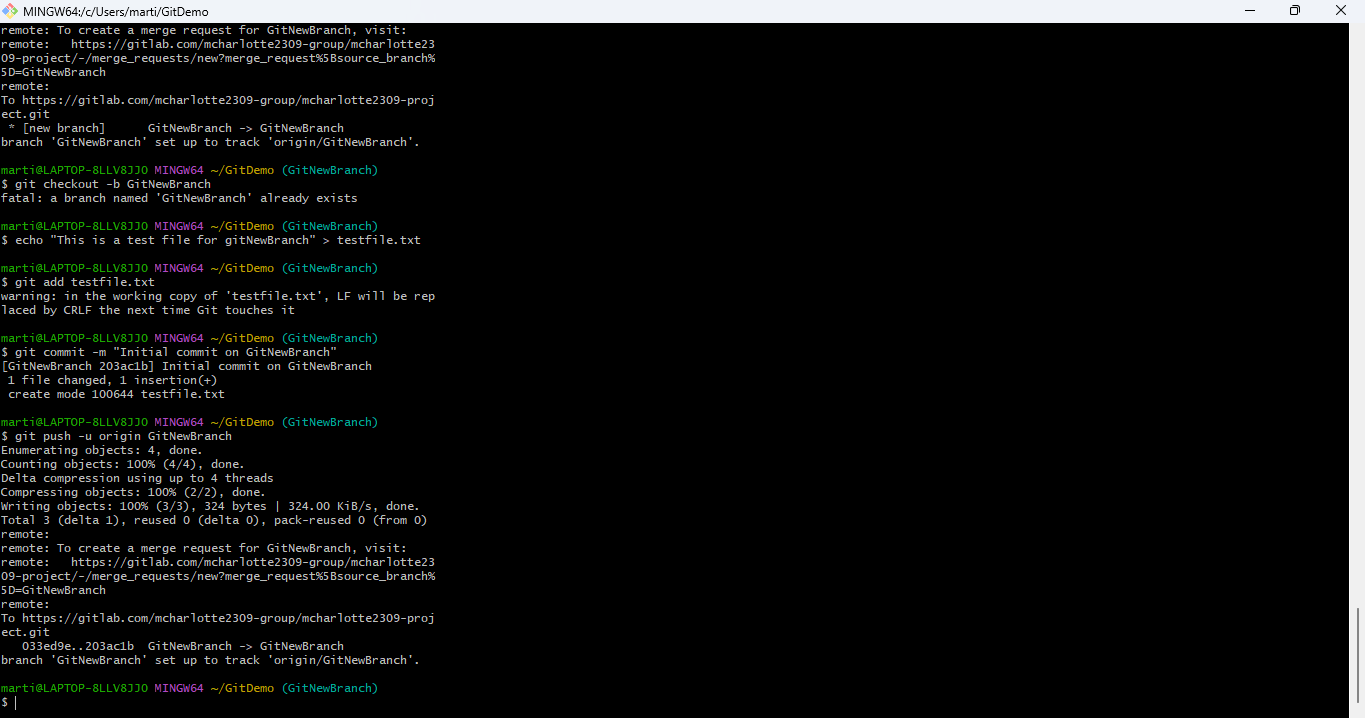 MINGW64:/c/Users/marti/GitDemo
remote: To create a merge request for GitNewBranch, visit:
remote:   https://gitlab.com/mcharlotte2309-group/mcharlotte23
09-project/-/merge_requests/new?merge_request%5Bsource_branch%
5D=GitNewBranch
remote:
To https://gitlab.com/mcharlotte2309-group/mcharlotte2309-proj
ect.git
 * [new branch]      GitNewBranch -> GitNewBranch
branch 'GitNewBranch' set up to track 'origin/GitNewBranch'.
marti@LAPTOP-8LLV8JJO MINGW64 ~/GitDemo (GitNewBranch)
$ git checkout -b GitNewBranch
fatal: a branch named 'GitNewBranch' already exists
marti@LAPTOP-8LLV8JJO MINGW64 ~/GitDemo (GitNewBranch)
$ echo "This is a test file for gitNewBranch" > testfile.txt
marti@LAPTOP-8LLV8JJO MINGW64 ~/GitDemo (GitNewBranch)
$ git add testfile.txt
warning: in the working copy of 'testfile.txt', LF will be rep
laced by CRLF the next time Git touches it
marti@LAPTOP-8LLV8JJO MINGW64 ~/GitDemo (GitNewBranch)
$ git commit -m "Initial commit on GitNewBranch"
[GitNewBranch 203ac1b] Initial commit on GitNewBranch
 1 file changed, 1 insertion(+)
 create mode 100644 testfile.txt
marti@LAPTOP-8LLV8JJO MINGW64 ~/GitDemo (GitNewBranch)
$ git push -u origin GitNewBranch
Enumerating objects: 4, done.
Counting objects: 100% (4/4), done.
Delta compression using up to 4 threads
Compressing objects: 100% (2/2), done.
Writing objects: 100% (3/3), 324 bytes | 324.00 KiB/s, done.
Total 3 (delta 1), reused 0 (delta 0), pack-reused 0 (from 0)
remote:
remote: To create a merge request for GitNewBranch, visit:
remote:   https://gitlab.com/mcharlotte2309-group/mcharlotte23
09-project/-/merge_requests/new?merge_request%5Bsource_branch%
5D=GitNewBranch
remote:
To https://gitlab.com/mcharlotte2309-group/mcharlotte2309-proj
ect.git
   033ed9e..203ac1b  GitNewBranch -> GitNewBranch
branch 'GitNewBranch' set up to track 'origin/GitNewBranch'.
marti@LAPTOP-8LLV8JJO MINGW64 ~/GitDemo (GitNewBranch)
$